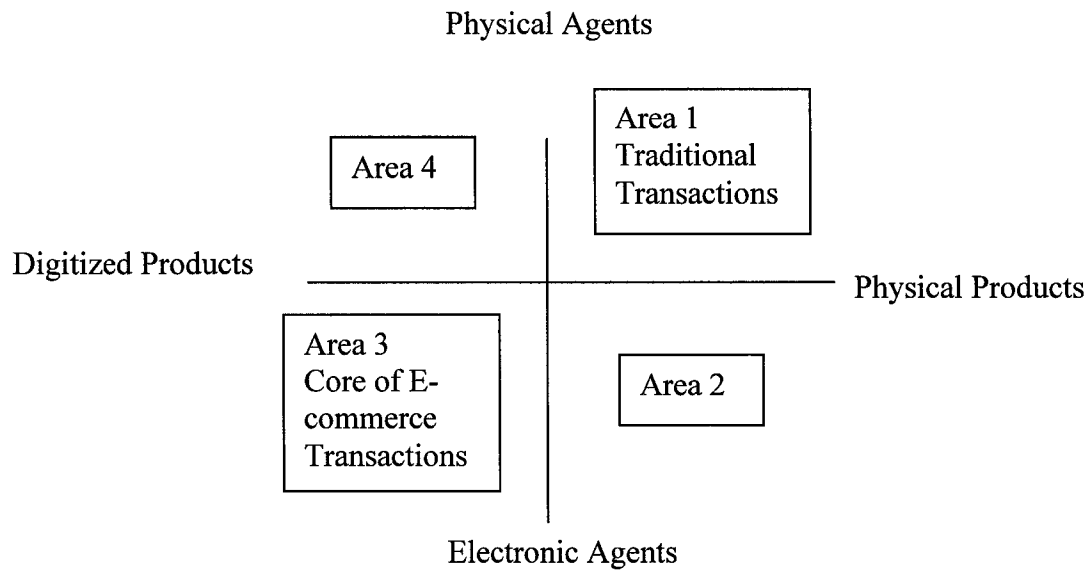 Physical Agents
Area 1
Traditional
Transactions
Area 4
Digitized Products
Physical Products
Area 3
Core of E-
commerce
Transactions
Area 2
Electronic Agents